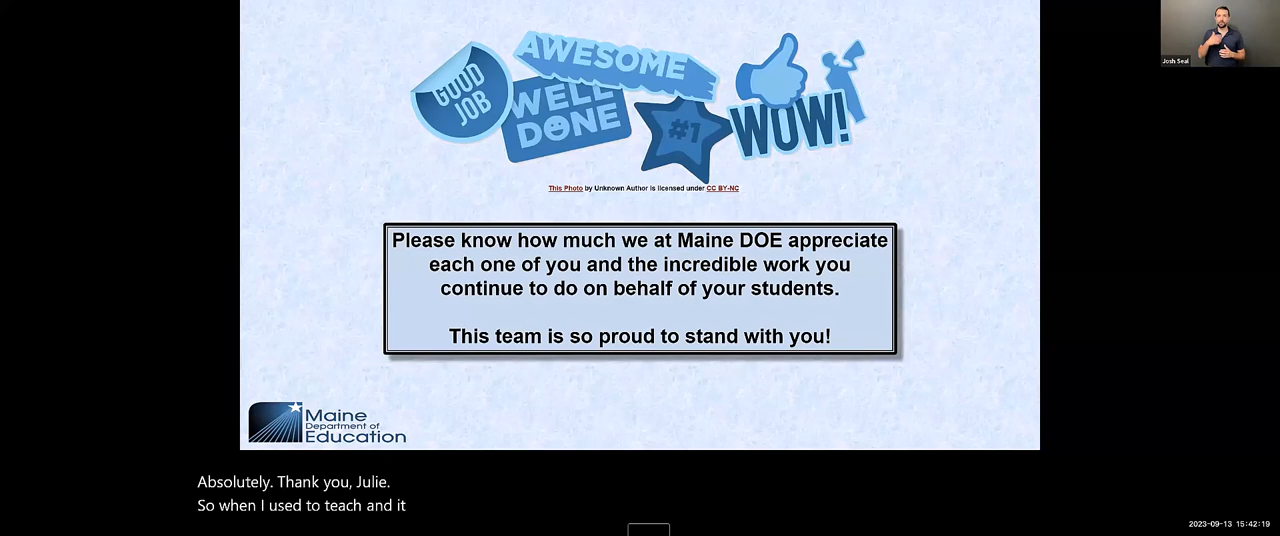 GOOD
JOB
AWESOME
WELL
DONE
#1
WOW!
This Photo by Unknown Author is licensed under CC BY-NC
Please know how much we at Maine DOE appreciate
each one of you and the incredible work you
continue to do on behalf of your students.
This team is so proud to stand with you!
Maine
Department of
Education
Josh Seal
Absolutely. Thank you, Julie.
So when I used to teach and it
2023-09-13 15:42:19